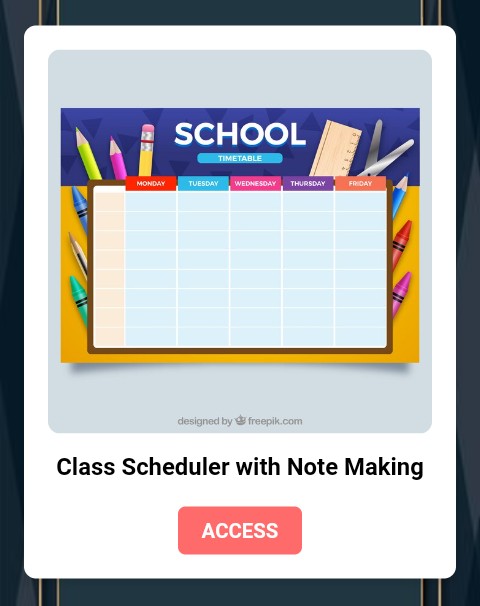 SCHOOL
TIMETABLE
MONDAY TUESDAY WEDNESDAY THURSDAY FRIDAY
designed by freepik.com
Class Scheduler with Note Making
ACCESS